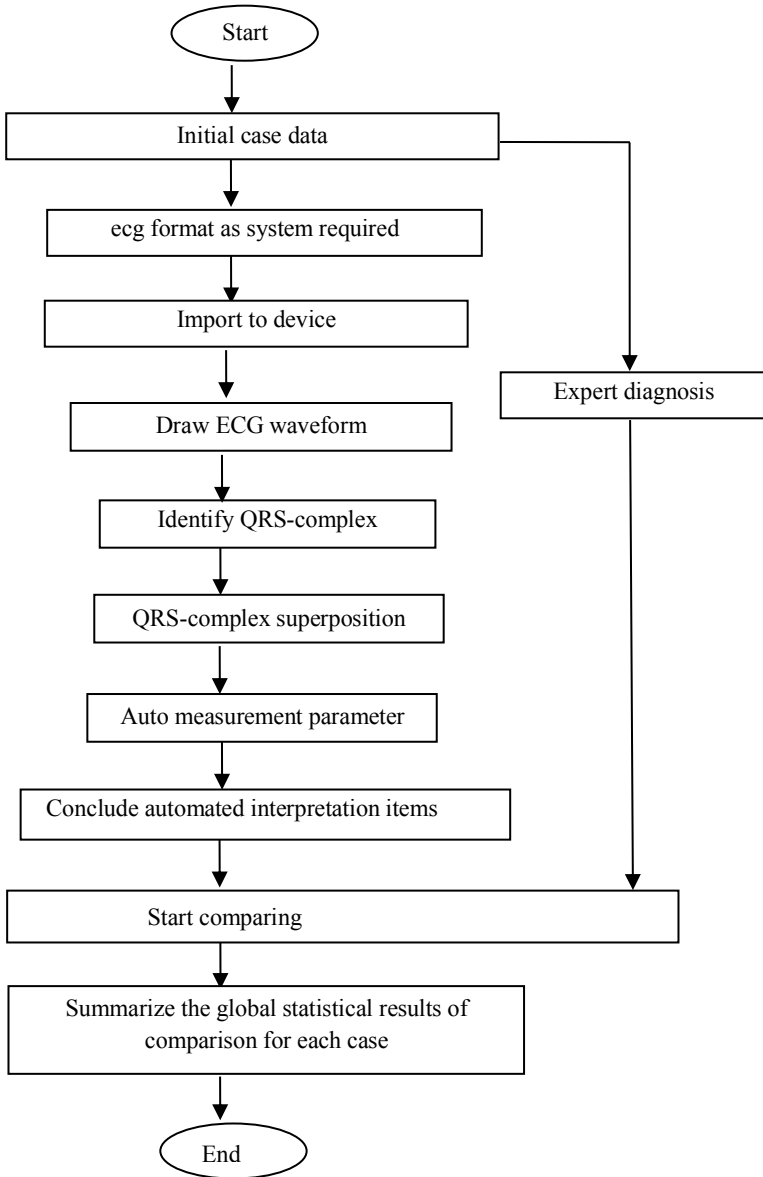 Start
Initial case data
ecg format as system required
Import to device
Expert diagnosis
Draw ECG waveform
Identify QRS-complex
QRS-complex superposition
Auto measurement parameter
Conclude automated interpretation items
Start comparing
Summarize the global statistical results of
comparison for each case
End